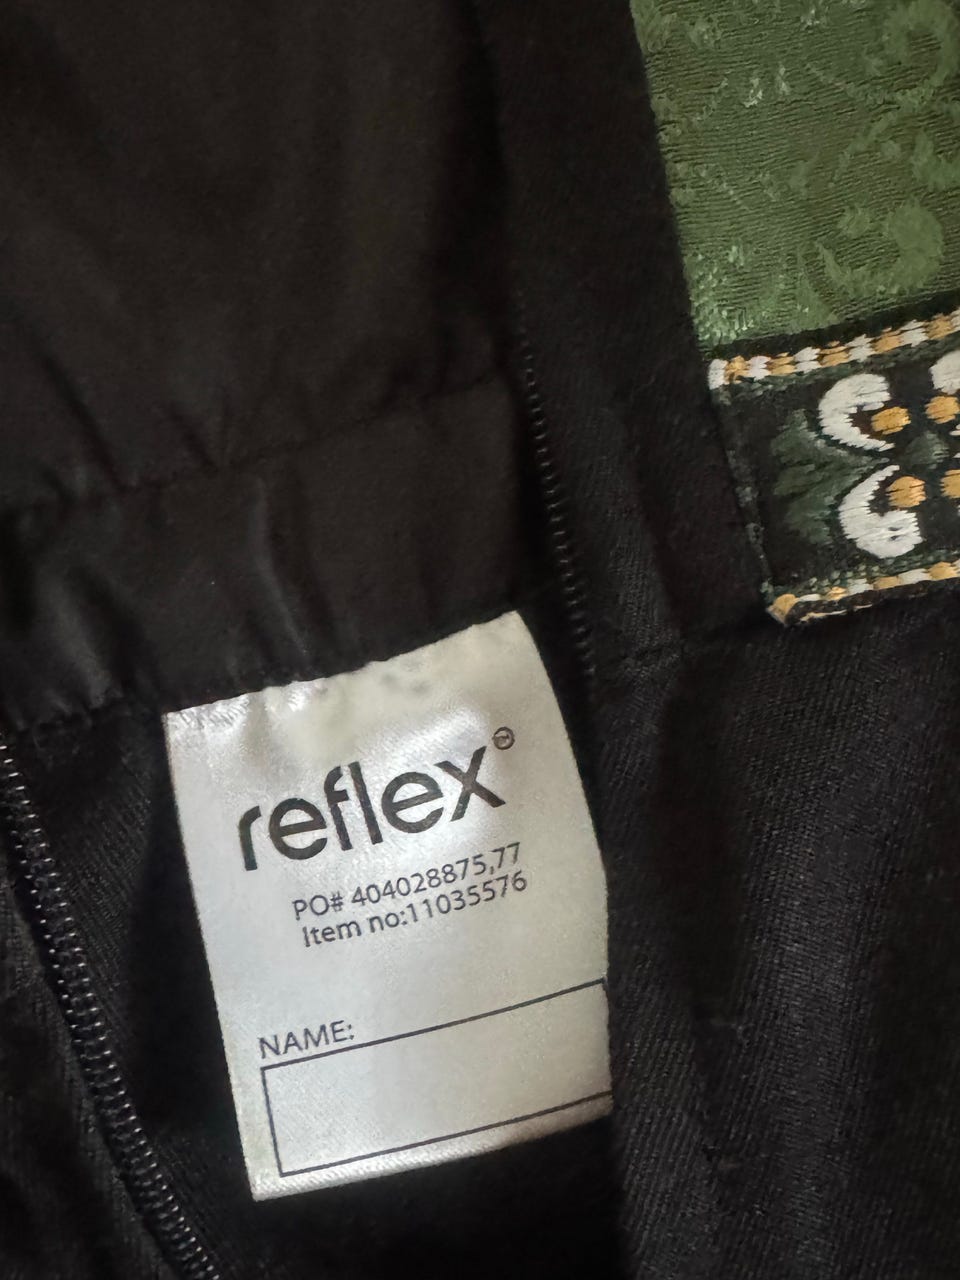 reflex®
PO# 404028875,77
Item no:11035576
NAME: